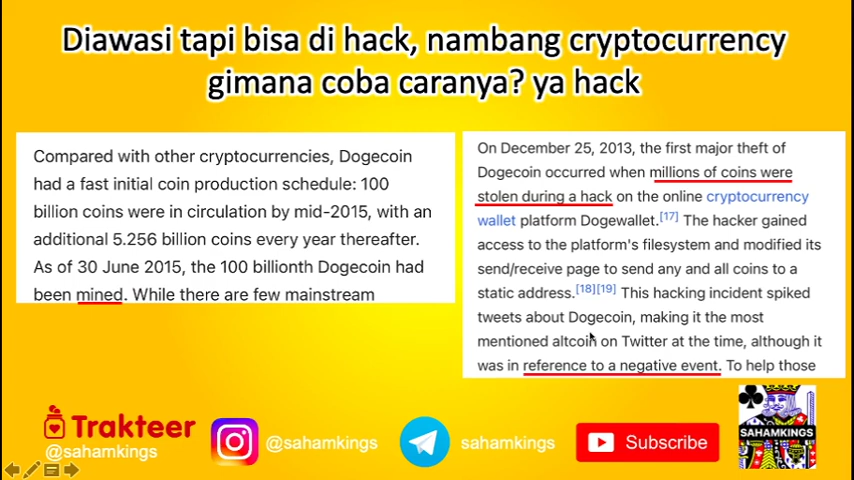 Diawasi tapi bisa di hack, nambang cryptocurrency
gimana coba caranya? ya hack
Compared with other cryptocurrencies, Dogecoin
had a fast initial coin production schedule: 100
billion coins were in circulation by mid-2015, with an
additional 5.256 billion coins every year thereafter.
As of 30 June 2015, the 100 billionth Dogecoin had
been mined. While there are few mainstream
On December 25, 2013, the first major theft of
Dogecoin occurred when millions of coins were
stolen during a hack on the online cryptocurrency
wallet platform Dogewallet.[17] The hacker gained
access to the platform's filesystem and modified its
send/receive page to send any and all coins to a
static address.[18][19] This hacking incident spiked
tweets about Dogecoin, making it the most
mentioned altcoin on Twitter at the time, although it
was in reference to a negative event. To help those
Trakteer
@sahamkings
@sahamkings
sahamkings
Subscribe
SAHAMKINGS